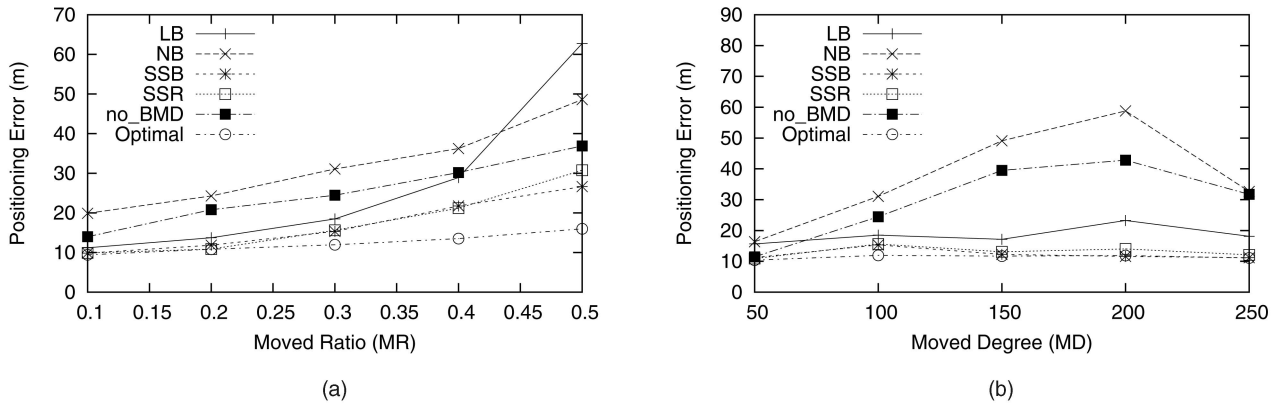 70
60
50
40
30
20
10
0
Positioning Error (m)
LB
NB
SSB
SSR
no_BMD
Optimal
0.1 0.15 0.2 0.25 0.3 0.35 0.4 0.45 0.5
Moved Ratio (MR)
(a)
90
80
70
60
50
40
30
20
10
0
Positioning Error (m)
LB
NB
SSB
SSR
no_BMD
Optimal
50 100 150 200 250
Moved Degree (MD)
(b)